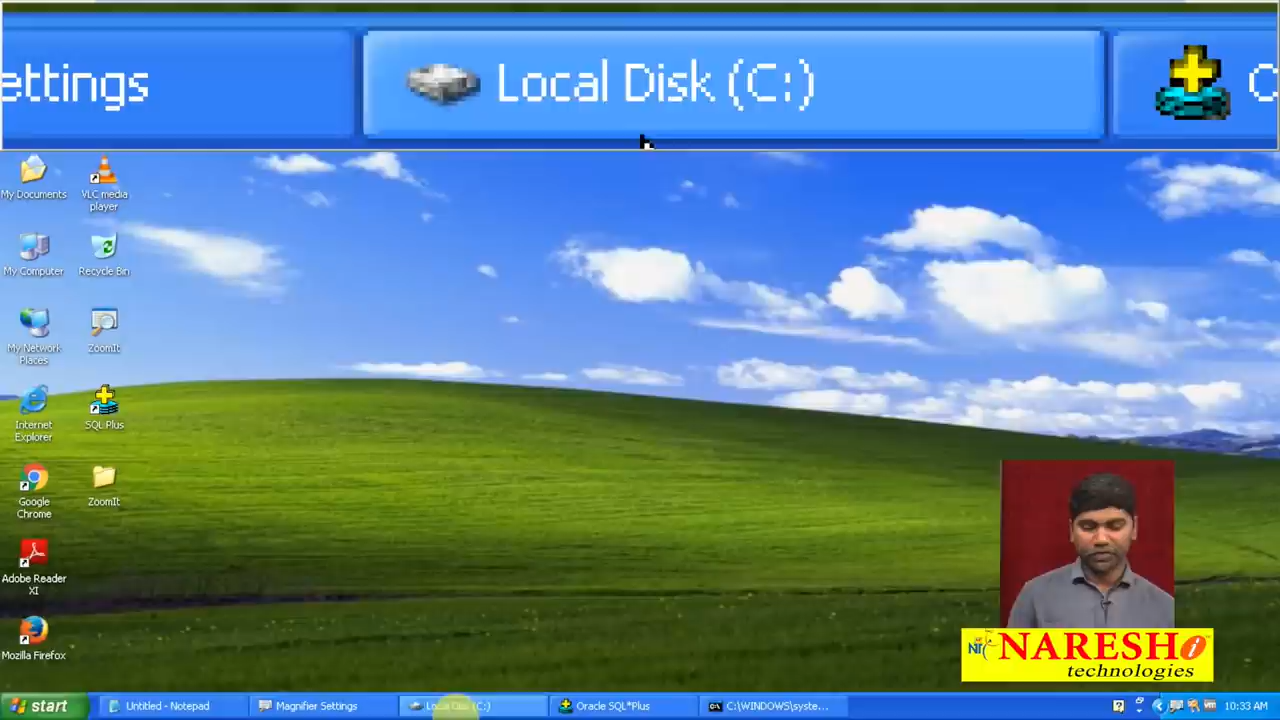 ettings
Local Disk (C:)
My Documents
VLC media
player
My Computer
Recycle Bin
My Network
Places
ZoomIt
Internet
Explorer
SQL Plus
Google
Chrome
ZoomIt
Adobe Reader
XI
Mozilla Firefox
NARESH i
technologies
start
Untitled - Notepad
Magnifier Settings
Local Disk (C:)
Oracle SQL*Plus
C:\WINDOWS\syste...
10:33 AM